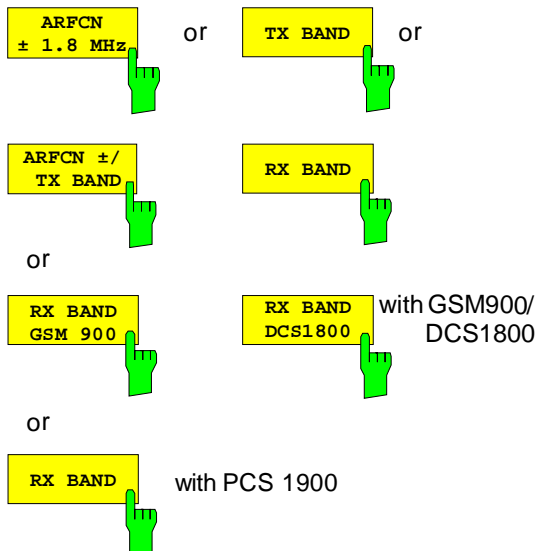 ARFCN
± 1.8 MHz
or
TX BAND
or
ARFCN ±/
TX BAND
RX BAND
or
RX BAND
GSM 900
RX BAND
DCS1800
with GSM900/
DCS1800
or
RX BAND
with PCS 1900